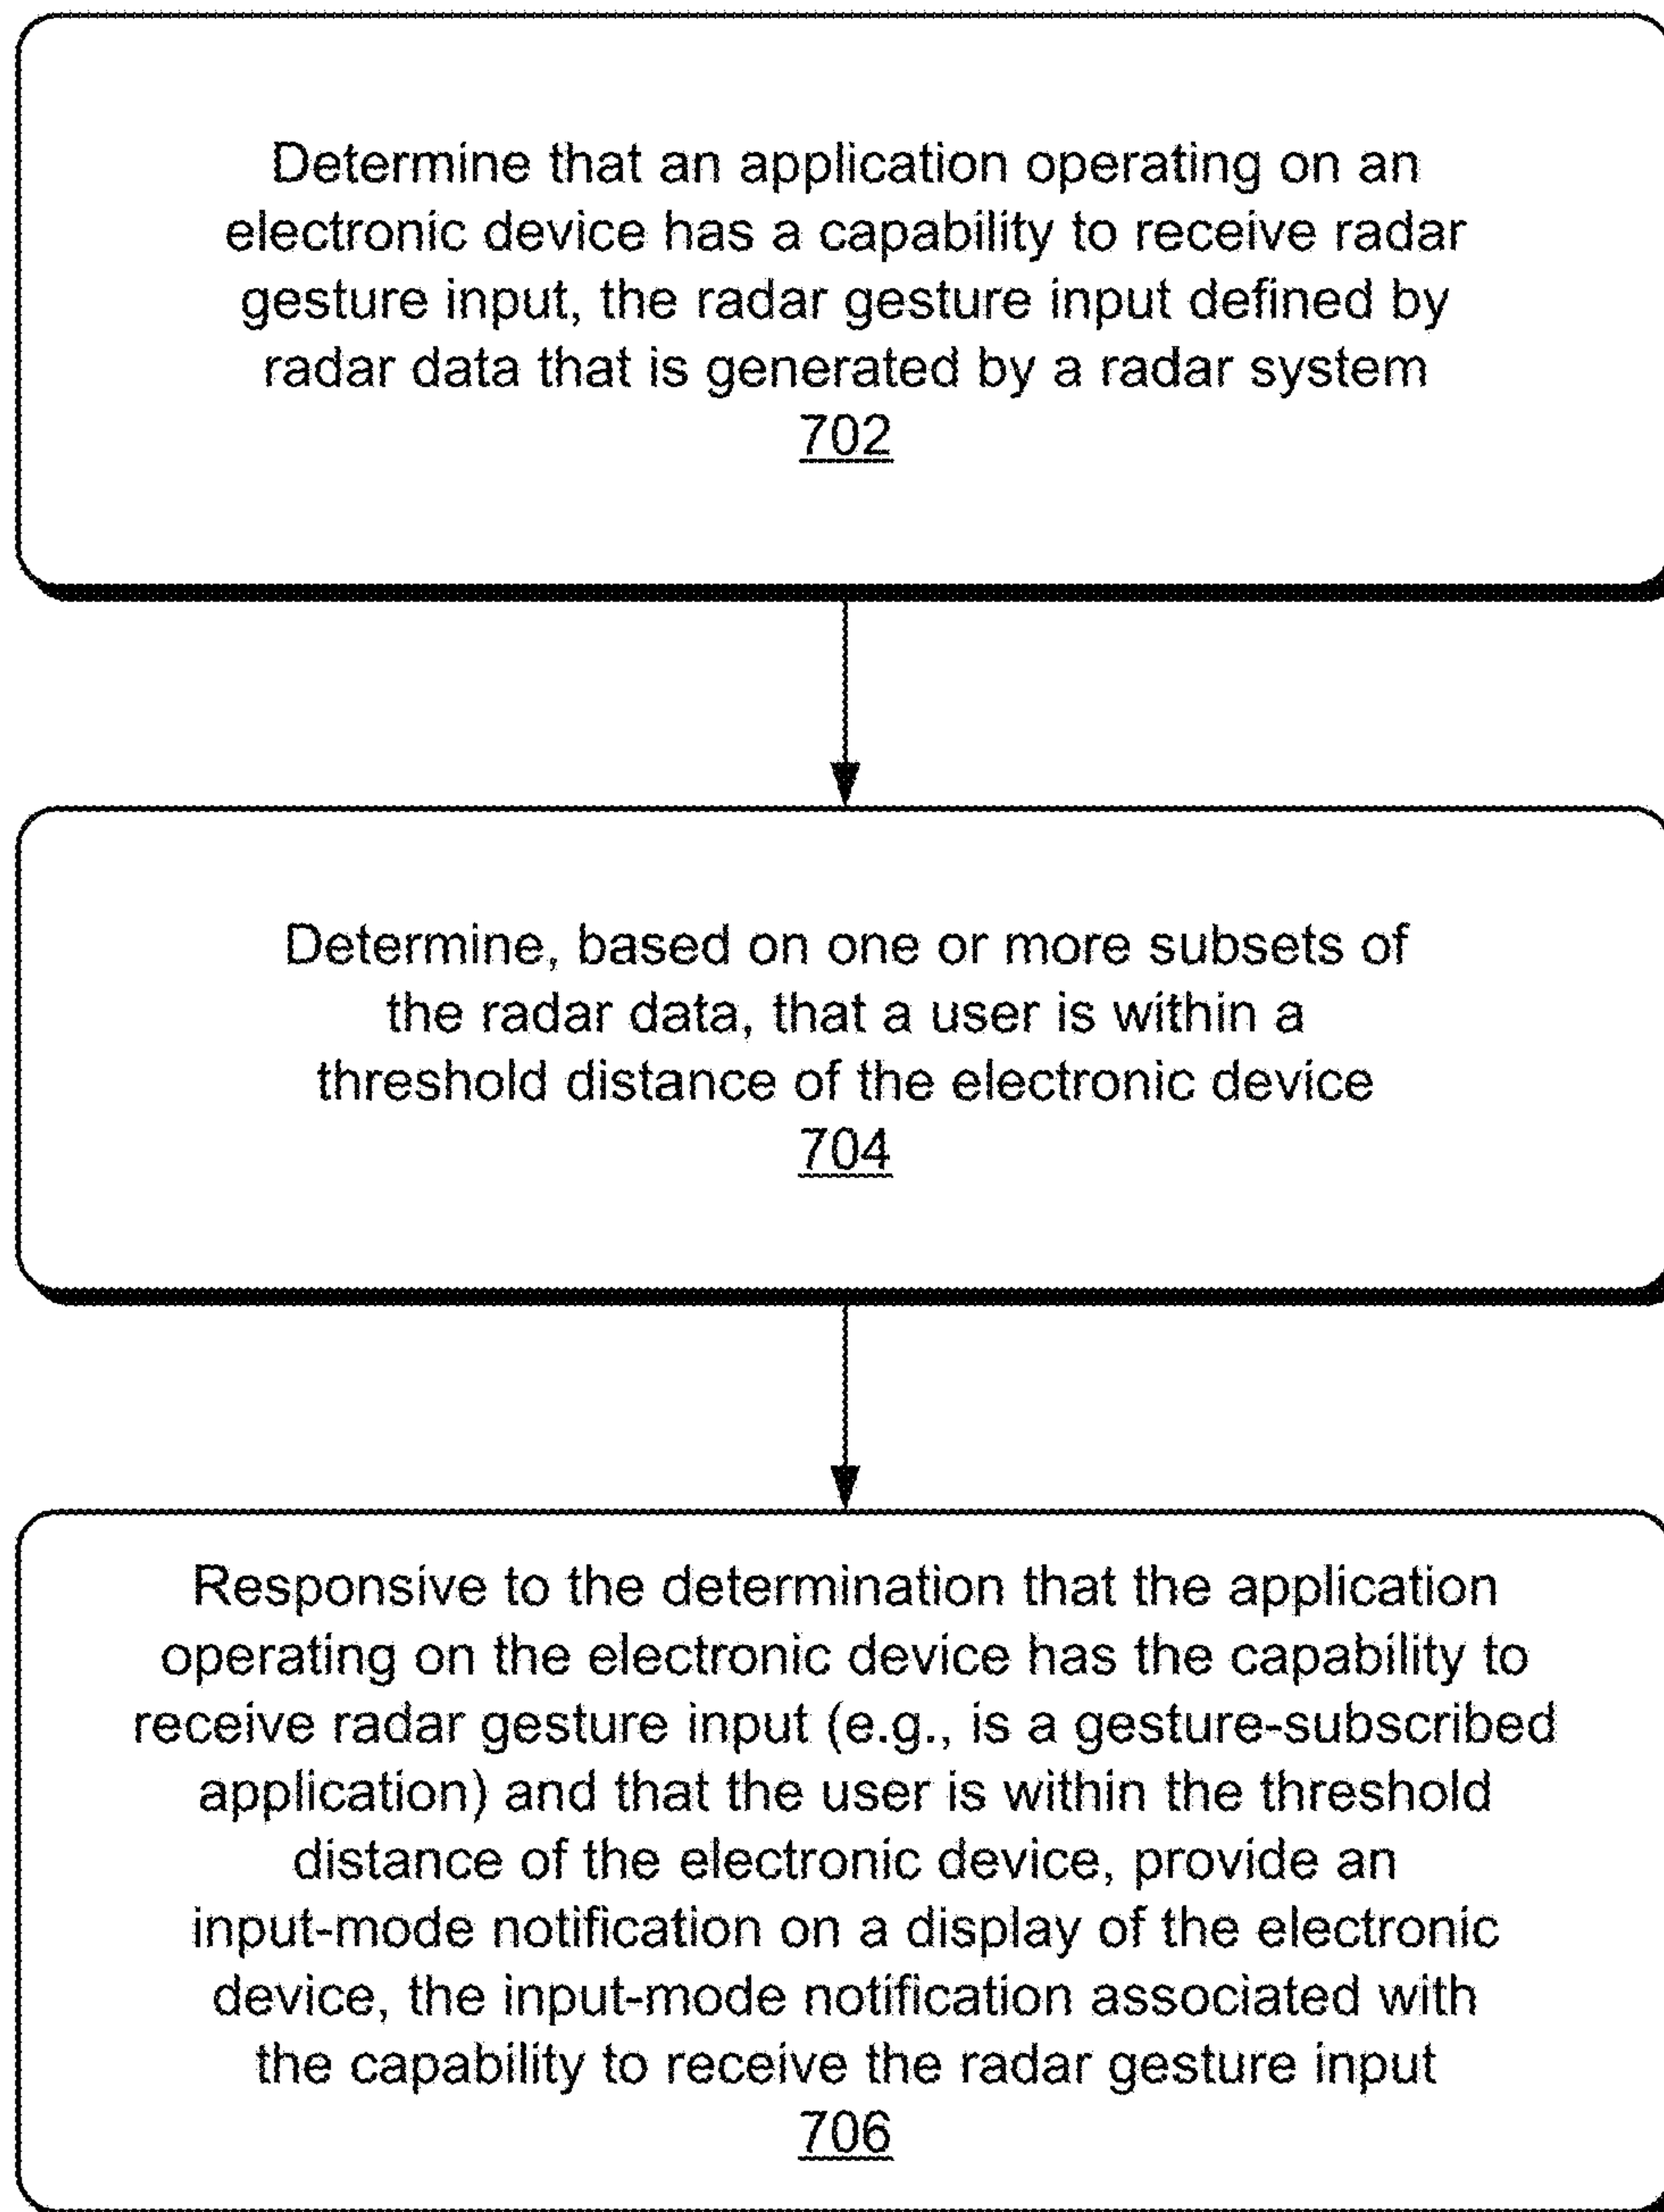 Determine that an application operating on an
electronic device has a capability to receive radar
gesture input, the radar gesture input defined by
radar data that is generated by a radar system
702
Determine, based on one or more subsets of
the radar data, that a user is within a
threshold distance of the electronic device
704
Responsive to the determination that the application
operating on the electronic device has the capability to
receive radar gesture input (e.g., is a gesture-subscribed
application) and that the user is within the threshold
distance of the electronic device, provide an
input-mode notification on a display of the electronic
device, the input-mode notification associated with
the capability to receive the radar gesture input
706